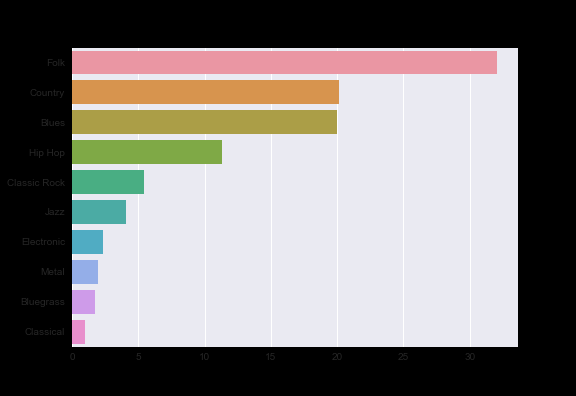 Folk
Country
Blues
Hip Hop
Classic Rock
Jazz
Electronic
Metal
Bluegrass
Classical
0 5 10 15 20 25 30